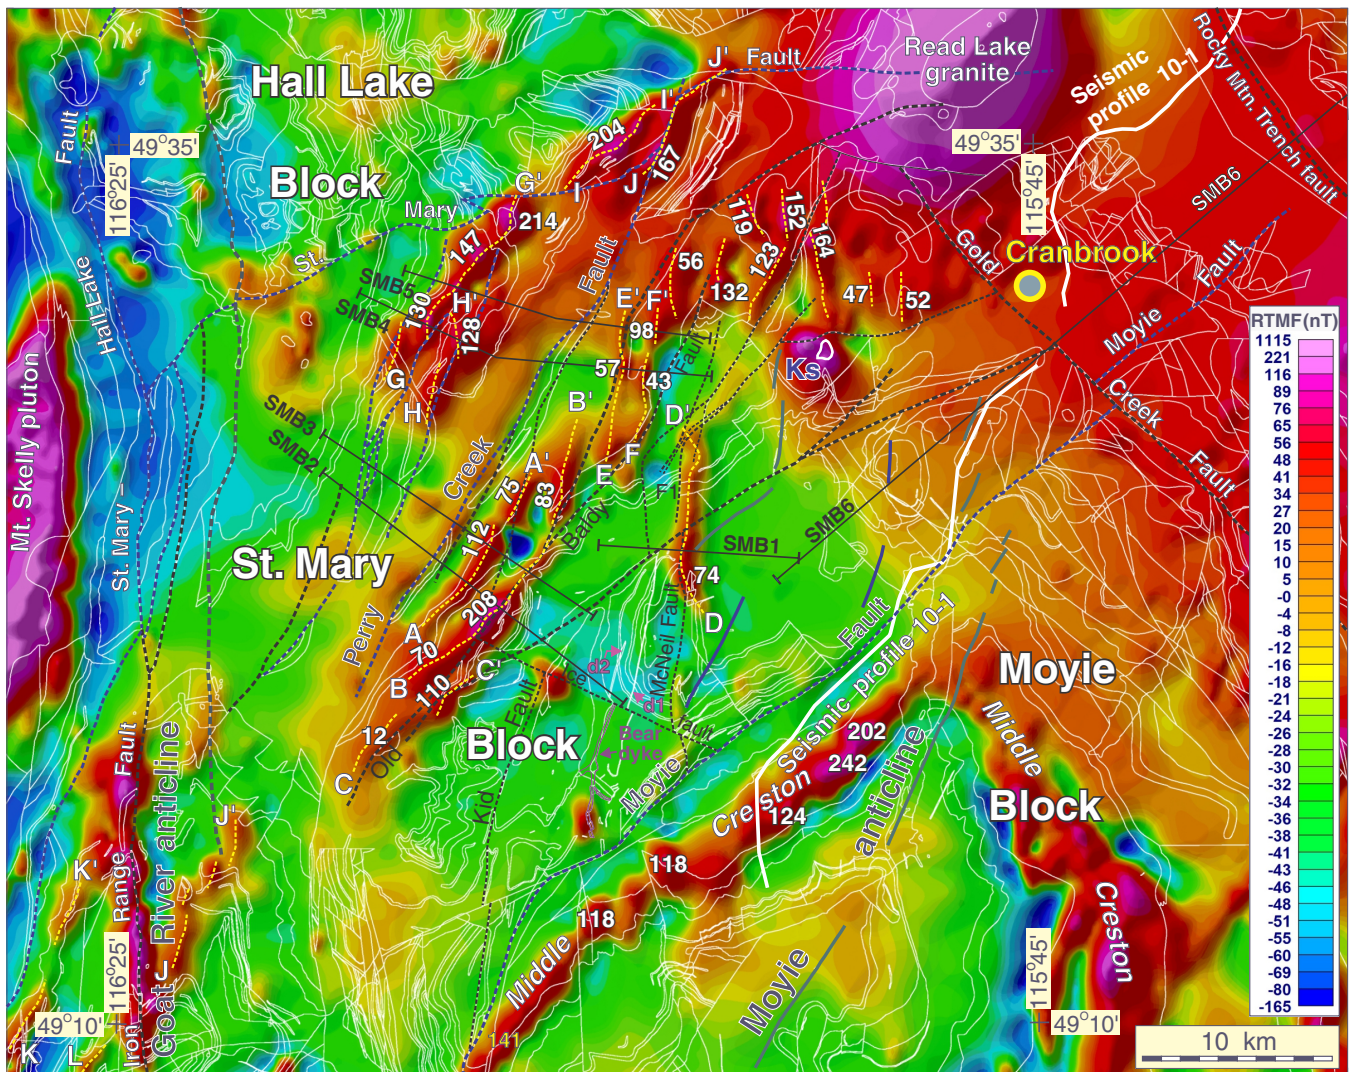 Hall Lake
Block
Read Lake
granite
Seismic
profile 10-1
Rocky Mtn. Trench fault
SMB6
Fault
J'
I'
204
167
Fault
49°35'
116°25'
49°35'
115°45'
G'
I
J
Mary
St.
214
147
130
H'
128
G
H
SMB5
SMB4
Fault
E'
F'
56
119
152
164
123
132
47
52
98
57
43
Fault
Gold
Cranbrook
Moyie
Fault
Creek
Fault
Ks
Hall Lake
St. Mary –
Mt. Skelly pluton
SMB3
SMB2
B'
D'
A'
E
F
F1
75
83
112
Creek
Baldy
SMB1
SMB6
St. Mary
Block
74
D
208
A
70
B
110
C'
12
C
Perry
Old
d2
d1
Ice
fault
McNeil Fault
Bear
dyke
Kid
Fault
Moyie
Fault
Seismic profile 10-1
Moyie
Block
Middle
Creston
202
242
124
118
118
141
Middle
Creston
anticline
Moyie
Fault
Range
Iron
Goat River anticline
J'
J
K'
K
L
116°25'
49°10'
115°45'
49°10'
10 km
RTMF(nT)
1115
221
116
89
76
65
56
48
41
34
27
20
15
10
5
-0
-4
-8
-12
-16
-18
-21
-24
-26
-28
-30
-32
-34
-36
-38
-41
-43
-46
-48
-51
-55
-60
-69
-80
-165